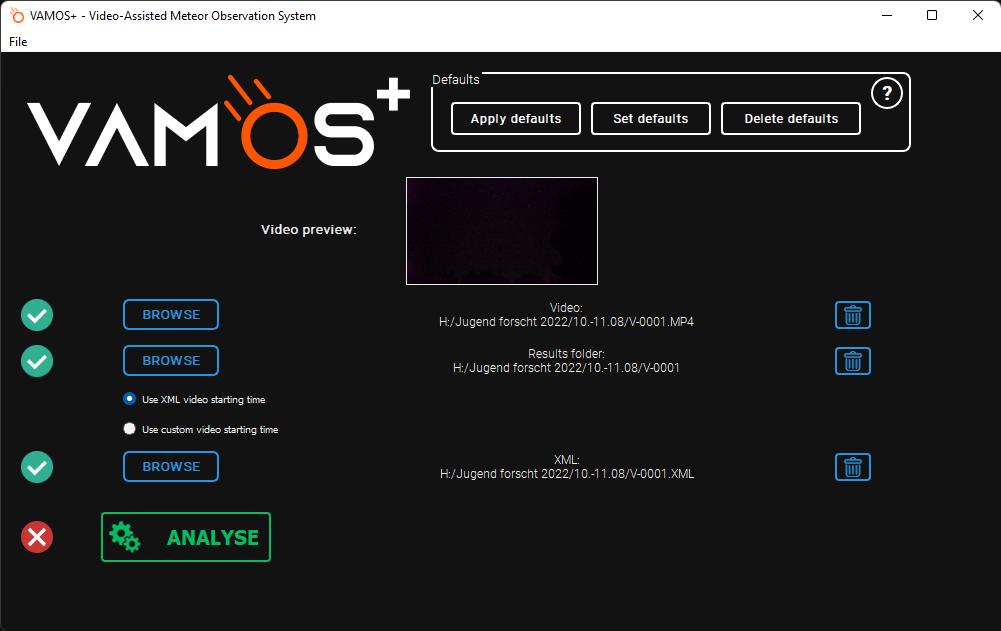 VAMOS+ - Video-Assisted Meteor Observation System
File
VAMOS+
Defaults
Apply defaults
Set defaults
Delete defaults
?
Video preview:
BROWSE
Video:
H:/Jugend forscht 2022/10.-11.08/V-0001.MP4
BROWSE
Results folder:
H:/Jugend forscht 2022/10.-11.08/V-0001
Use XML video starting time
Use custom video starting time
BROWSE
XML:
H:/Jugend forscht 2022/10.-11.08/V-0001.XML
ANALYSE